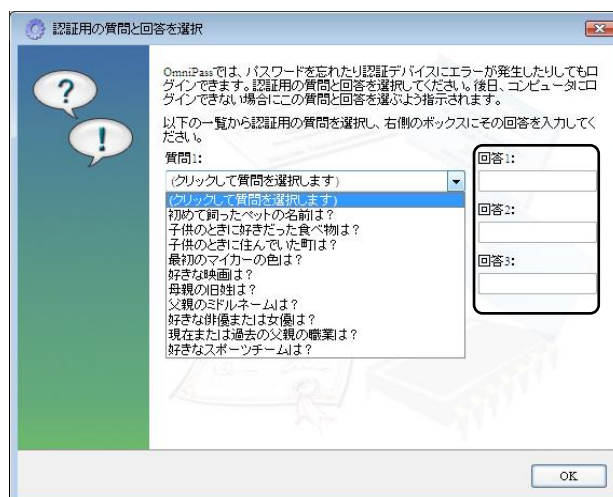 認証用の質問と回答を選択
OmniPassでは、パスワードを忘れたり認証デバイスにエラーが発生したりしてもロ
グインできます。認証用の質問と回答を選択してください。後日、コンピュータにロ
グインできない場合にこの質問と回答を選ぶよう指示されます。
以下の一覧から認証用の質問を選択し、右側のボックスにその回答を入力してく
ださい。
質問1:
回答1:
(クリックして質問を選択します)
(クリックして質問を選択します)
初めて飼ったペットの名前は？
回答2:
子供のときに好きだった食べ物は？
子供のときに住んでいた町は？
最初のマイカーの色は？
回答3:
好きな映画は？
母親の旧姓は？
父親のミドルネームは？
好きな俳優または女優は？
現在または過去の父親の職業は？
好きなスポーツチームは？
OK